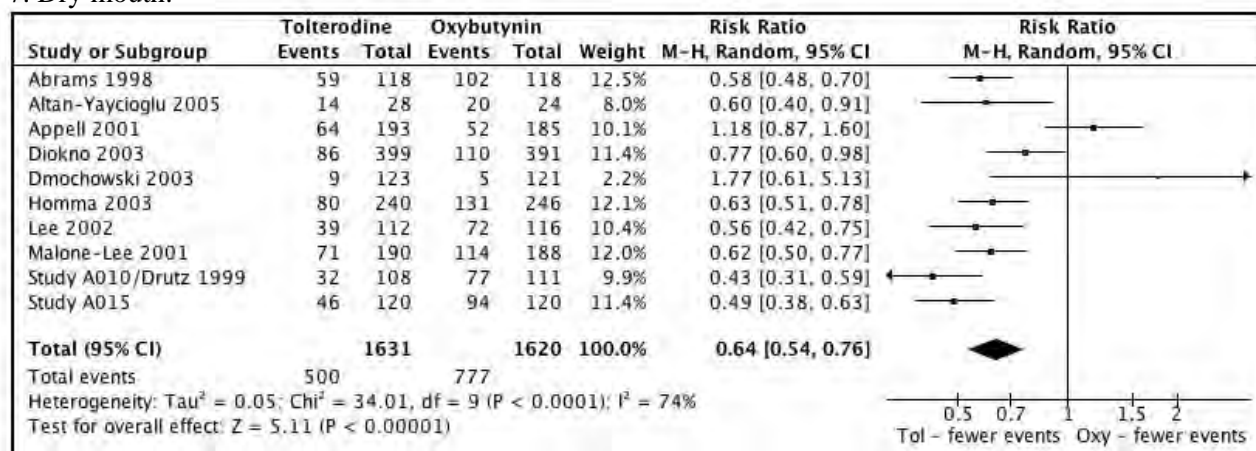 7. Dry mouth.
Tolterodine Oxybutynin Risk Ratio Risk Ratio
Study or Subgroup Events Total Events Total Weight M-H, Random, 95% CI M-H, Random, 95% CI
Abrams 1998 59 118 102 118 12.5% 0.58 [0.48, 0.70]
Altan-Yaycioglu 2005 14 28 20 24 8.0% 0.60 [0.40, 0.91]
Appell 2001 64 193 52 185 10.1% 1.18 [0.87, 1.60]
Diokno 2003 86 399 110 391 11.4% 0.77 [0.60, 0.98]
Dmochowski 2003 9 123 5 121 2.2% 1.77 [0.61, 5.13]
Homma 2003 80 240 131 246 12.1% 0.63 [0.51, 0.78]
Lee 2002 39 112 72 116 10.4% 0.56 [0.42, 0.75]
Malone-Lee 2001 71 190 114 188 12.0% 0.62 [0.50, 0.77]
Study A010/Drutz 1999 32 108 77 111 9.9% 0.43 [0.31, 0.59]
Study A015 46 120 94 120 11.4% 0.49 [0.38, 0.63]
Total (95% CI) 1631 1620 100.0% 0.64 [0.54, 0.76]
Total events 500 777
Heterogeneity: Tau² = 0.05; Chi² = 34.01, df = 9 (P < 0.0001); I² = 74%
Test for overall effect: Z = 5.11 (P < 0.00001)
0.5 0.7 1 1.5 2
Tol - fewer events Oxy - fewer events